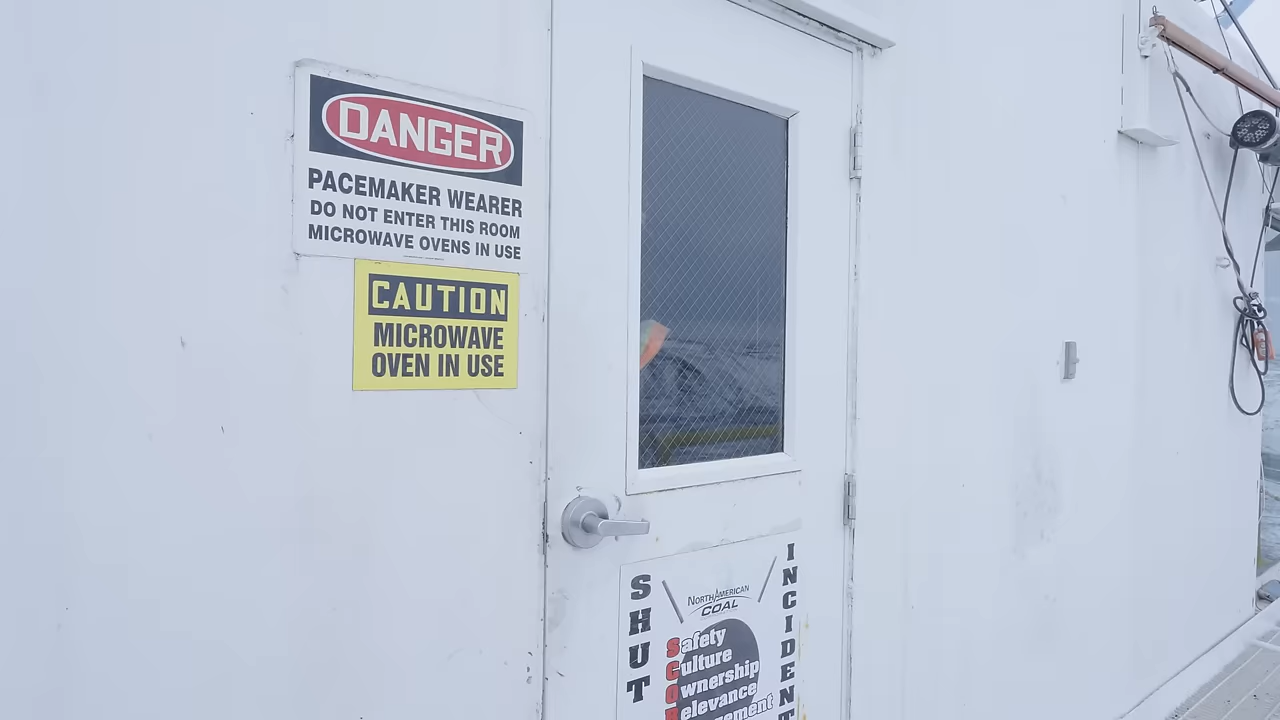 DANGER
PACEMAKER WEARER
DO NOT ENTER THIS ROOM
MICROWAVE OVENS IN USE
CAUTION
MICROWAVE
OVEN IN USE
SHUT
NORTH AMERICAN
COAL
Safety
Culture
Ownership
Relevance
INCIDENT